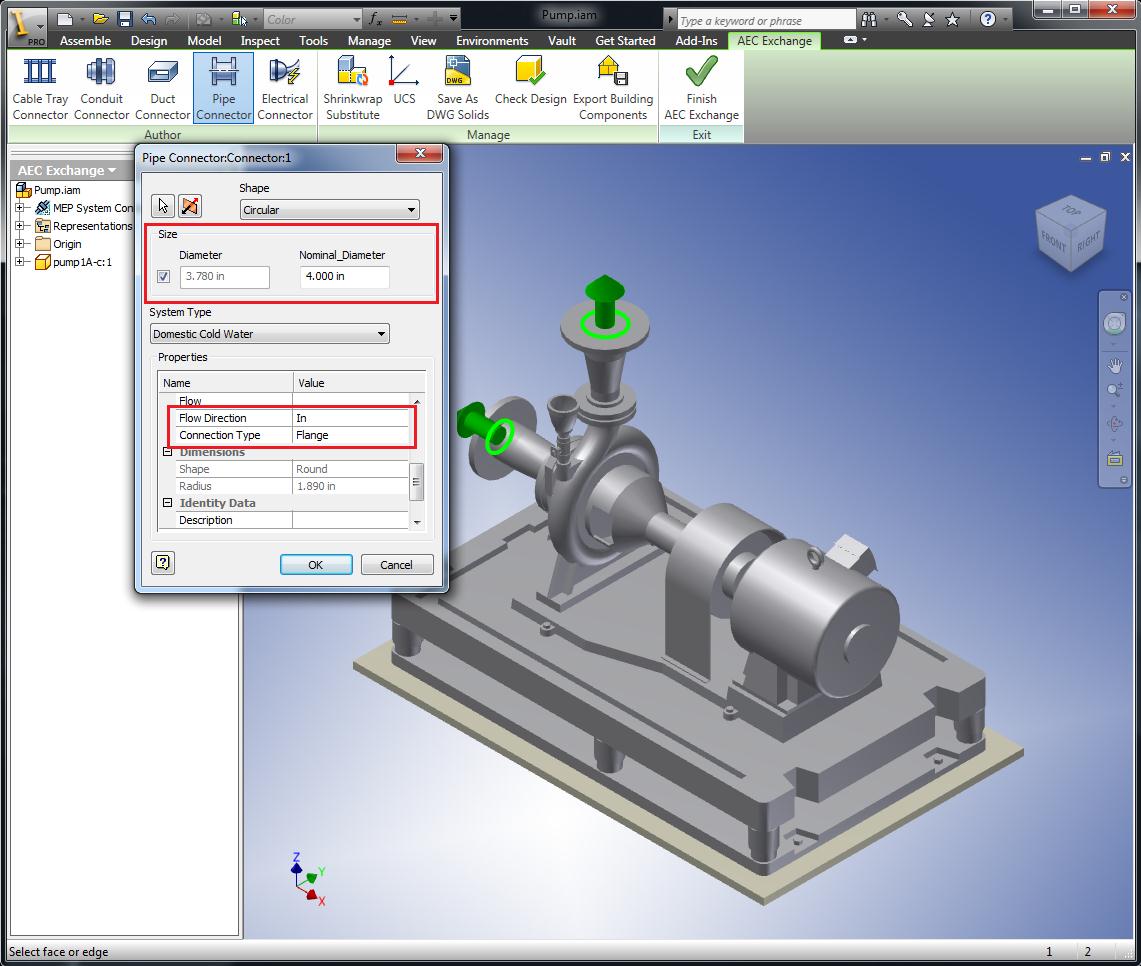 Color
fx
Pump.iam
Type a keyword or phrase
PRO
Assemble Design Model Inspect Tools Manage View Environments Vault Get Started Add-Ins AEC Exchange
DWG
Cable Tray Connector
Conduit Connector
Duct Connector
Pipe Connector
Electrical Connector
Shrinkwrap Substitute
UCS
Save As DWG Solids
Check Design
Export Building Components
Finish AEC Exchange
Author
Manage
Exit
AEC Exchange
Pump.iam
MEP System Con
Representations
Origin
pump1A-c:1
Pipe Connector:Connector:1
Shape
Circular
Size
Diameter Nominal_Diameter
3.780 in 4.000 in
System Type
Domestic Cold Water
Properties
Name Value
Flow
Flow Direction In
Connection Type Flange
Dimensions
Shape Round
Radius 1.890 in
Identity Data
Description
OK Cancel
TOP
FRONT
RIGHT
Z
Y
X
Select face or edge
1 2